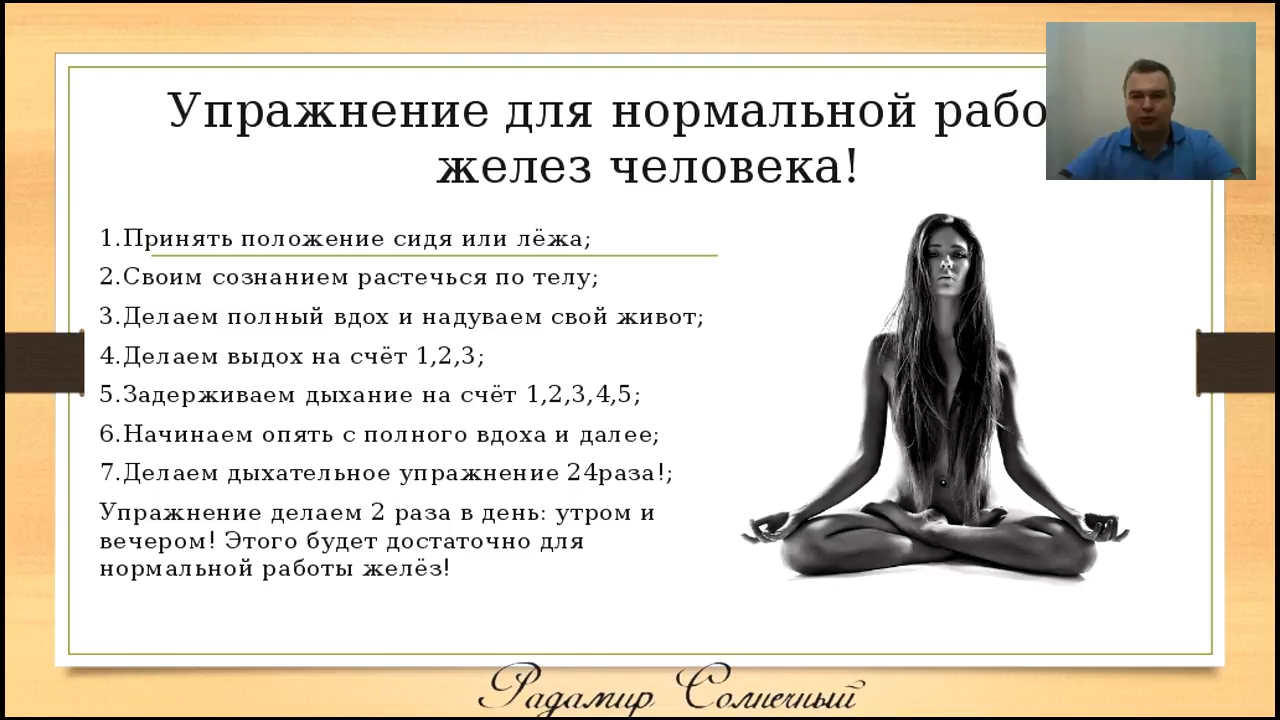 Упражнение для нормальной рабо
желез человека!
1.Принять положение сидя или лёжа;
2.Своим сознанием растечься по телу;
3.Делаем полный вдох и надуваем свой живот;
4.Делаем выдох на счёт 1,2,3;
5.Задерживаем дыхание на счёт 1,2,3,4,5;
6.Начинаем опять с полного вдоха и далее;
7.Делаем дыхательное упражнение 24раза!;
Упражнение делаем 2 раза в день: утром и
вечером! Этого будет достаточно для
нормальной работы желёз!
Радамир Солнечный